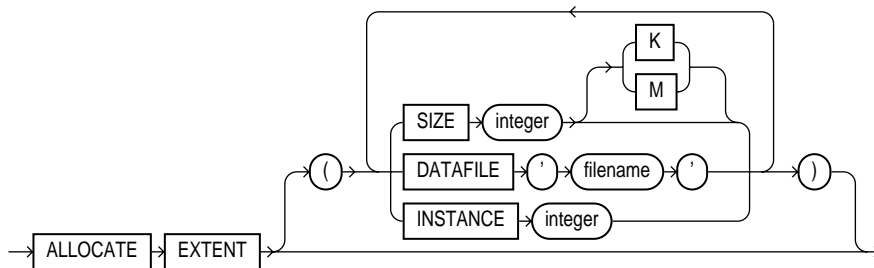 K
M
SIZE integer
( DATAFILE ' filename ' )
INSTANCE integer
ALLOCATE EXTENT